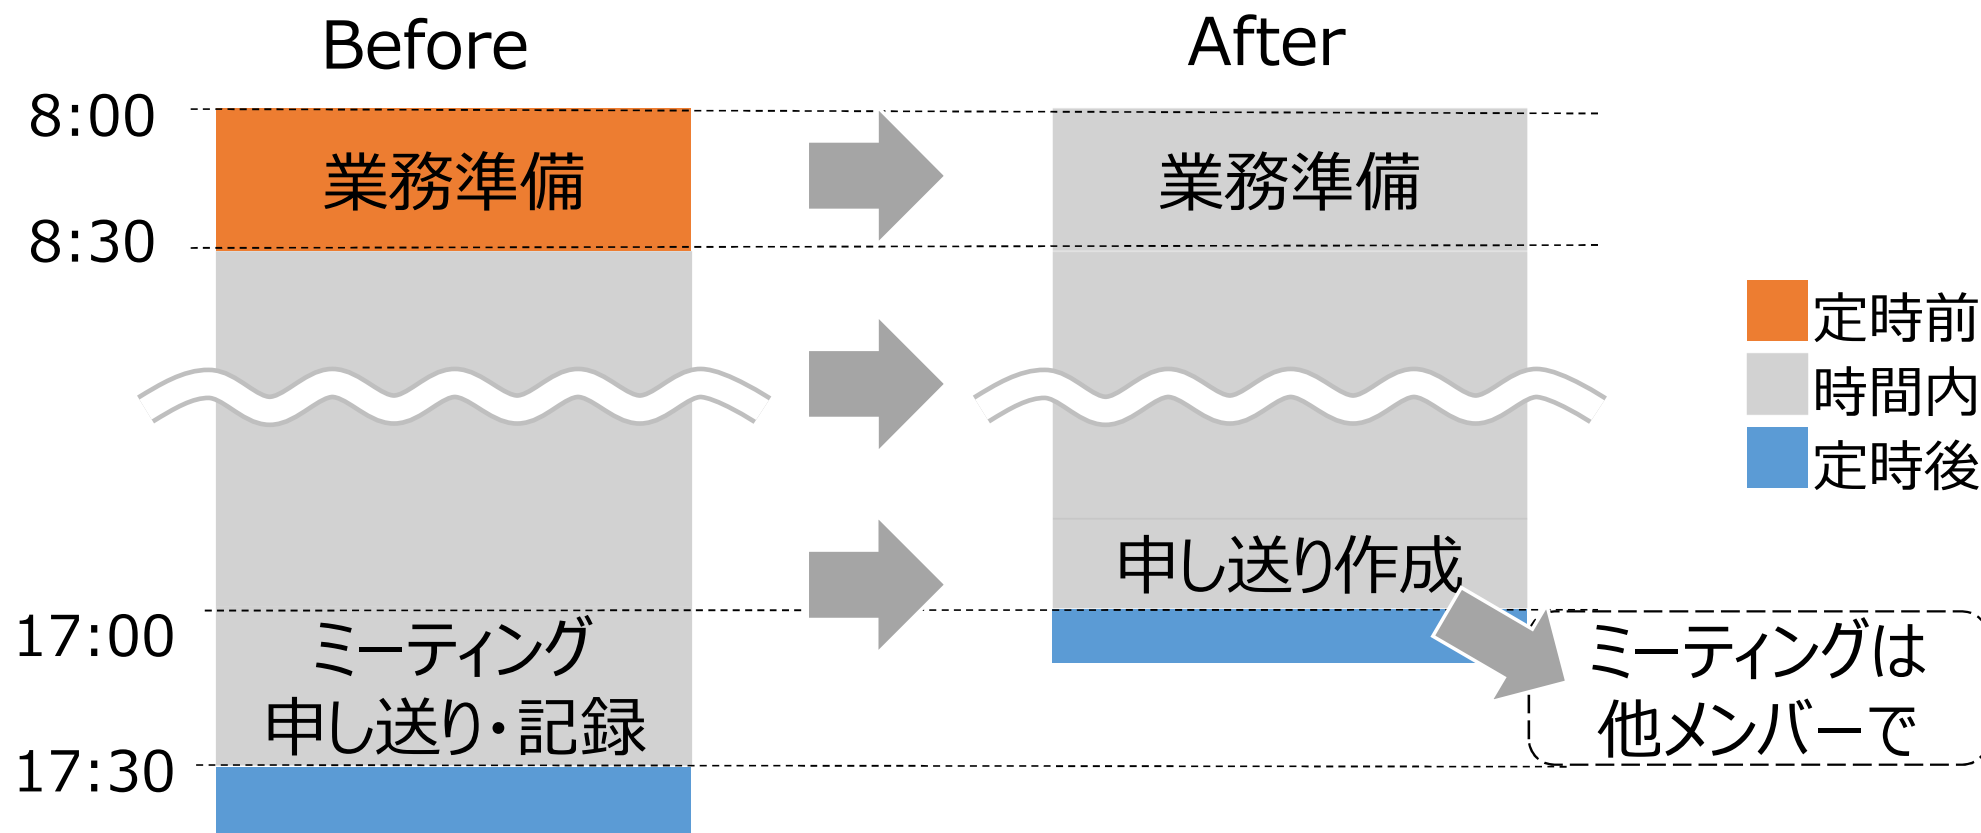 Before
After
8:00
業務準備
業務準備
8:30
定時前
時間内
定時後
申し送り作成
17:00
ミーティング
申し送り・記録
ミーティングは
他メンバーで
17:30